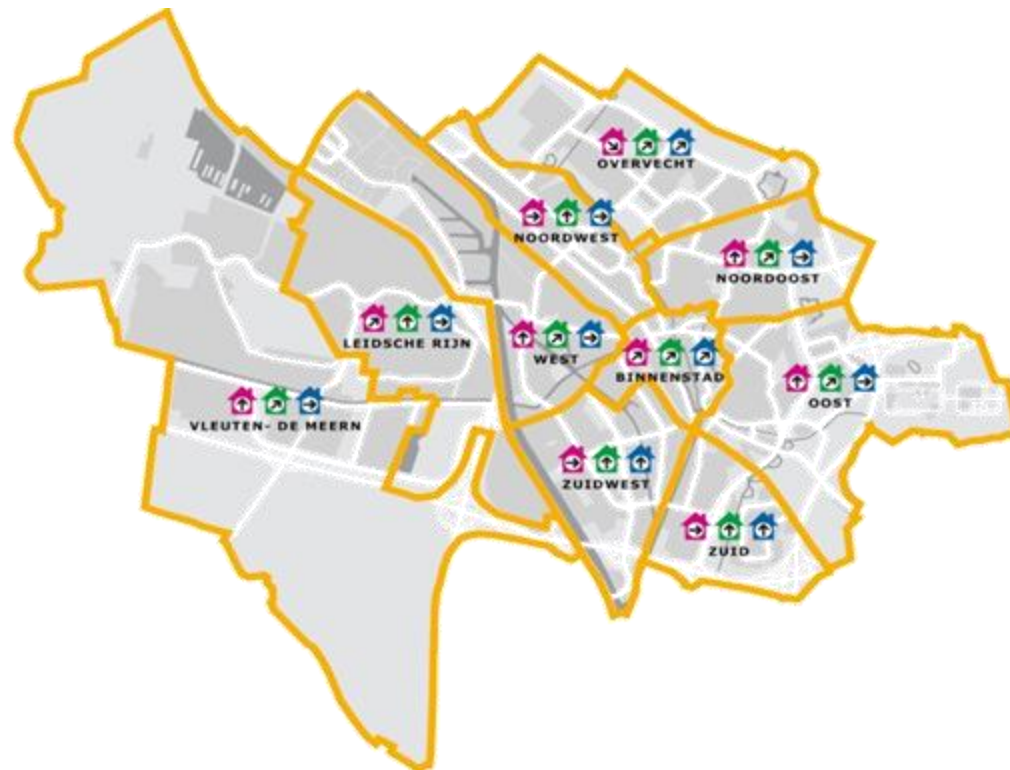 OVERVECHT
NOORDWEST
NOORDOOST
LEIDSCHE RIJN
WEST
BINNENSTAD
OOST
VLEUTEN- DE MEERN
ZUIDWEST
ZUID